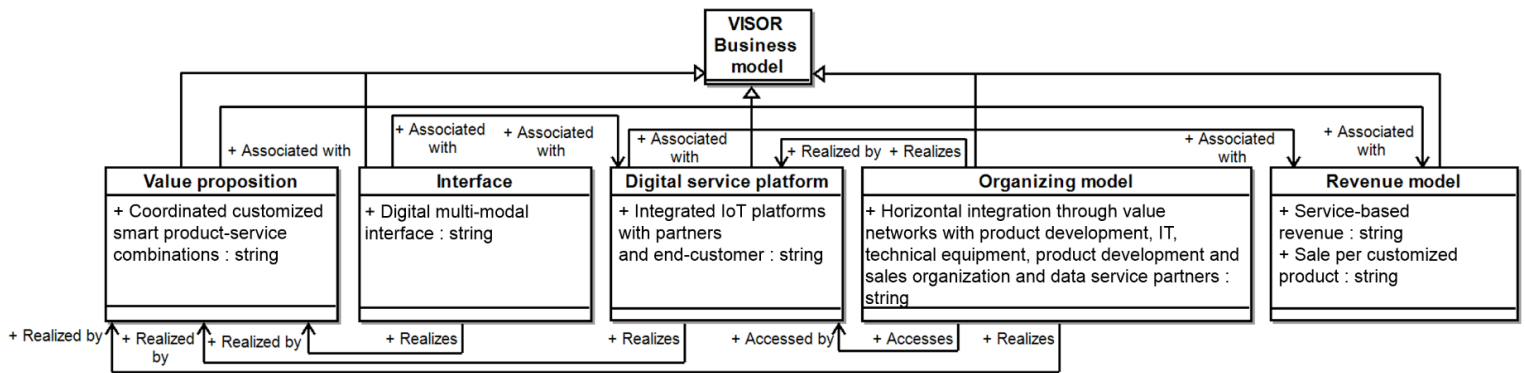 VISOR
Business
model
+ Associated
with
+ Associated
with
+ Associated
with
+ Associated
with
+ Associated
with
+ Associated with
+ Realized by
+ Realizes
Value proposition
+ Coordinated customized
smart product-service
combinations : string
Interface
+ Digital multi-modal
interface : string
Digital service platform
+ Integrated IoT platforms
with partners
and end-customer : string
Organizing model
+ Horizontal integration through value
networks with product development, IT,
technical equipment, product development and
sales organization and data service partners :
string
Revenue model
+ Service-based
revenue : string
+ Sale per customized
product : string
+ Realized by
+ Realized
by
+ Realized by
+ Realizes
+ Realizes
+ Accessed by
+ Accesses
+ Realizes